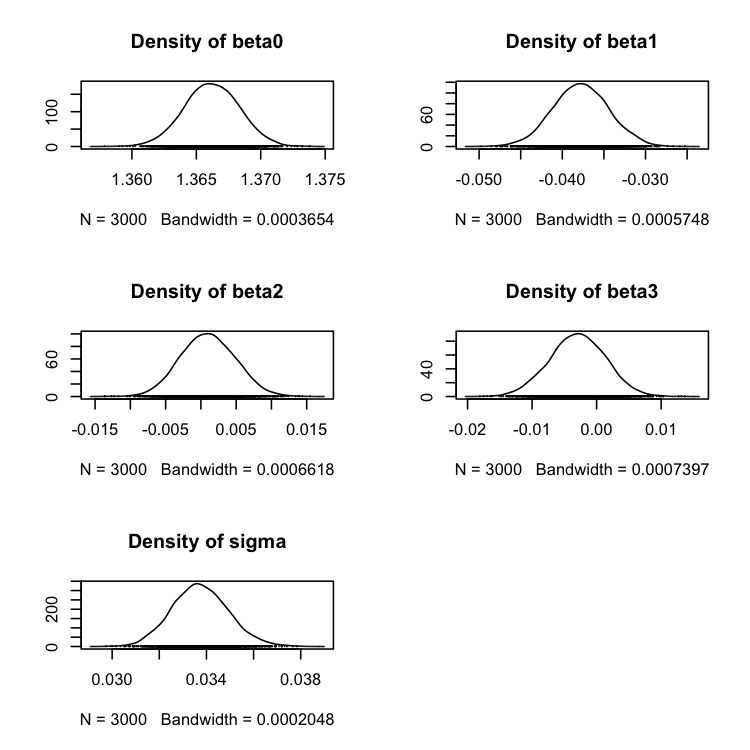 Density of beta0
100
0
1.360 1.365 1.370 1.375
N = 3000 Bandwidth = 0.0003654
Density of beta1
60
0
-0.050 -0.040 -0.030
N = 3000 Bandwidth = 0.0005748
Density of beta2
60
0
-0.015 -0.005 0.005 0.015
N = 3000 Bandwidth = 0.0006618
Density of beta3
40
0
-0.02 -0.01 0.00 0.01
N = 3000 Bandwidth = 0.0007397
Density of sigma
200
0
0.030 0.034 0.038
N = 3000 Bandwidth = 0.0002048